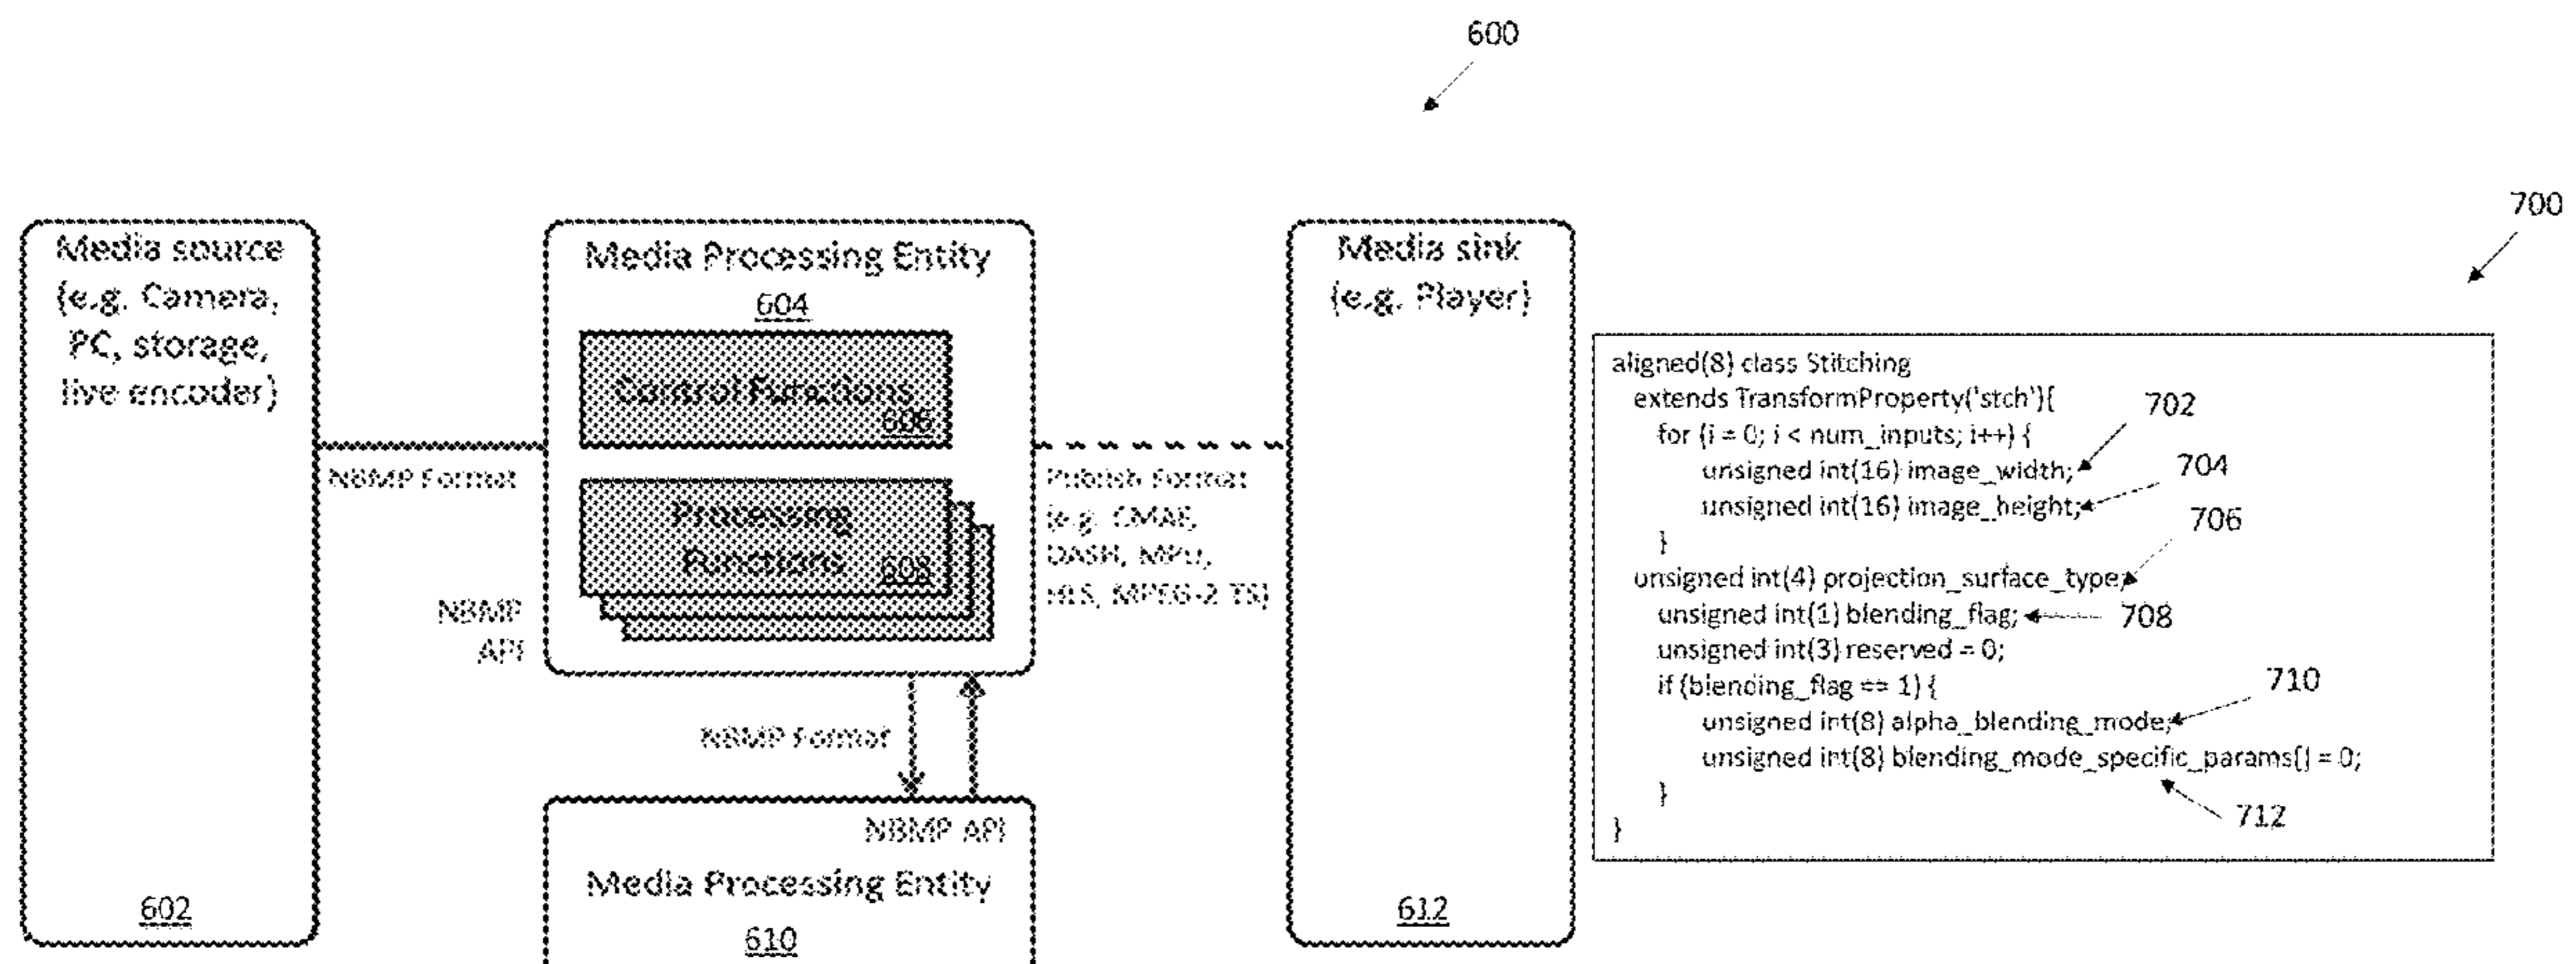 600
Media source
(e.g. Camera,
PC, storage,
live encoder)
602
NBMP Format
NBMP
API
Media Processing Entity
604
Control Functions
606
Processing
Functions
608
NBMP Format
NBMP API
Media Processing Entity
610
Publish Format
(e.g. CMAF,
DASH, MPU,
HLS, MPEG-2 TS)
Media sink
(e.g. Player)
612
700
aligned(8) class Stitching
extends TransformProperty('stch'){
for (i = 0; i < num_inputs; i++) {
unsigned int(16) image_width;
unsigned int(16) image_height;
}
unsigned int(4) projection_surface_type;
unsigned int(1) blending_flag;
unsigned int(3) reserved = 0;
if (blending_flag == 1) {
unsigned int(8) alpha_blending_mode;
unsigned int(8) blending_mode_specific_params[] = 0;
}
}
702
704
706
708
710
712